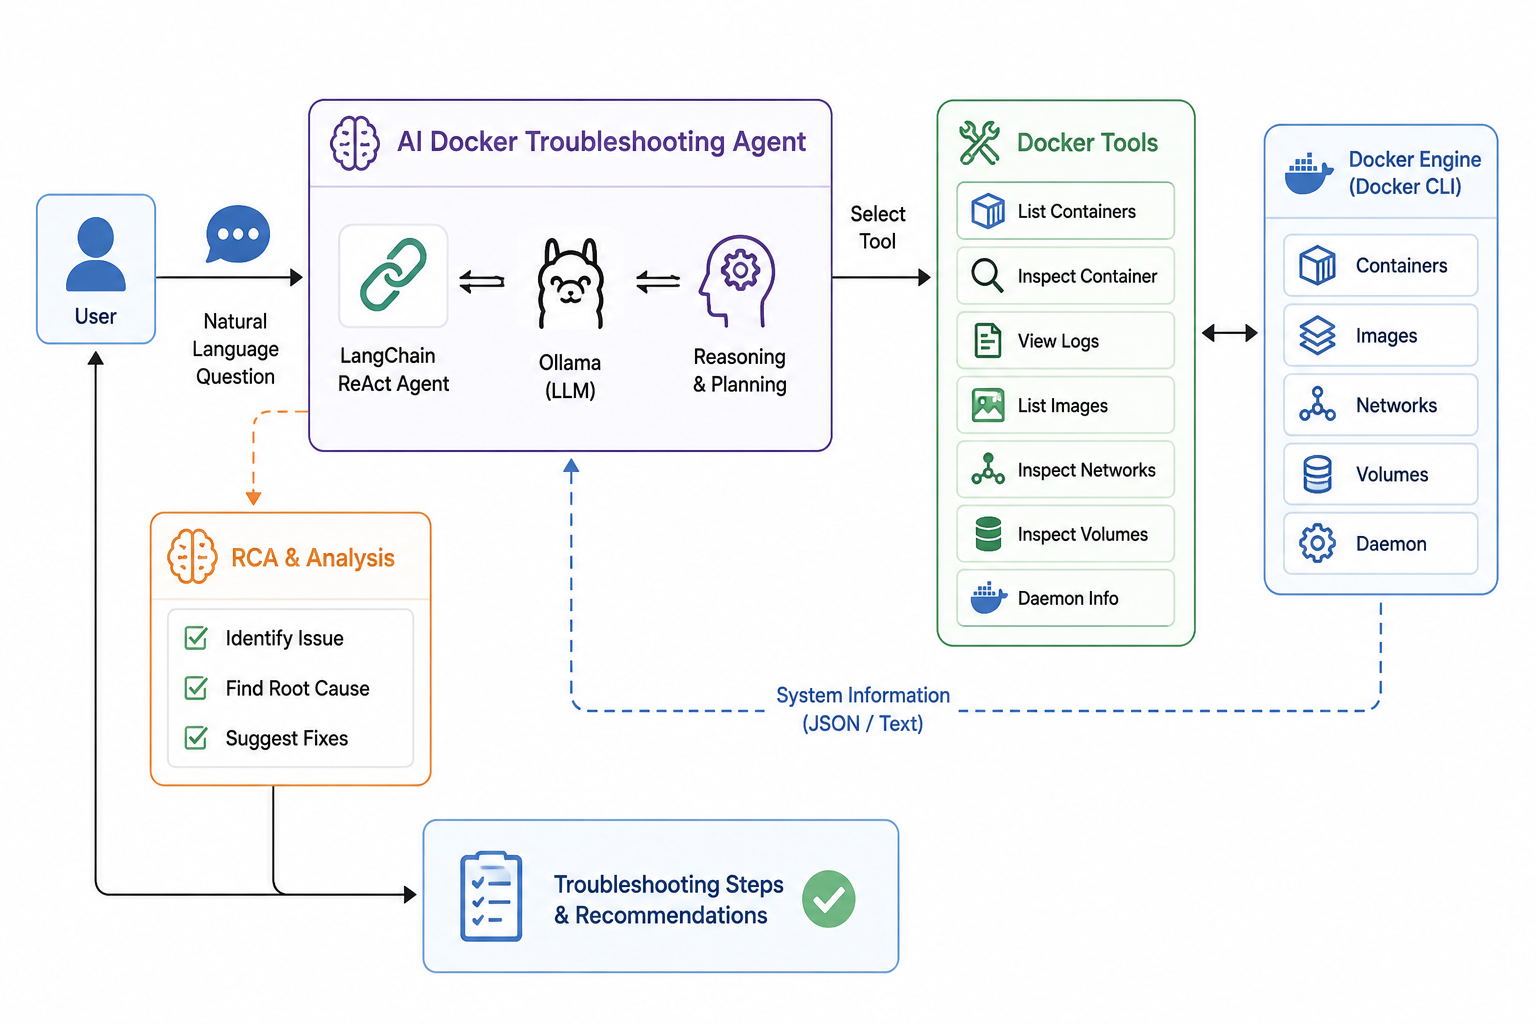 AI Docker Troubleshooting Agent
Docker Tools
Docker Engine
(Docker CLI)
User
Natural
Language
Question
LangChain
ReAct Agent
Ollama
(LLM)
Reasoning
& Planning
Select
Tool
List Containers
Inspect Container
View Logs
List Images
Inspect Networks
Inspect Volumes
Daemon Info
Containers
Images
Networks
Volumes
Daemon
System Information
(JSON / Text)
RCA & Analysis
Identify Issue
Find Root Cause
Suggest Fixes
Troubleshooting Steps
& Recommendations